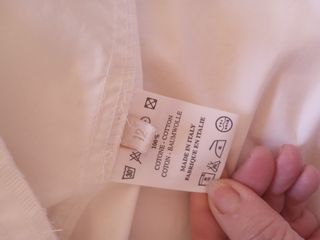 100%
COTONE - COTTON
COTON - BAUMWOLLE
MADE IN ITALY
FABRIQUE EN ITALIE